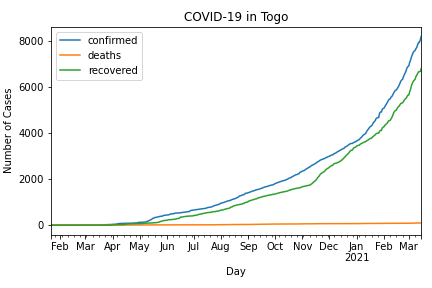 COVID-19 in Togo
confirmed
deaths
recovered
Number of Cases
8000
6000
4000
2000
0
Feb Mar Apr May Jun Jul Aug Sep Oct Nov Dec Jan Feb Mar
2021
Day